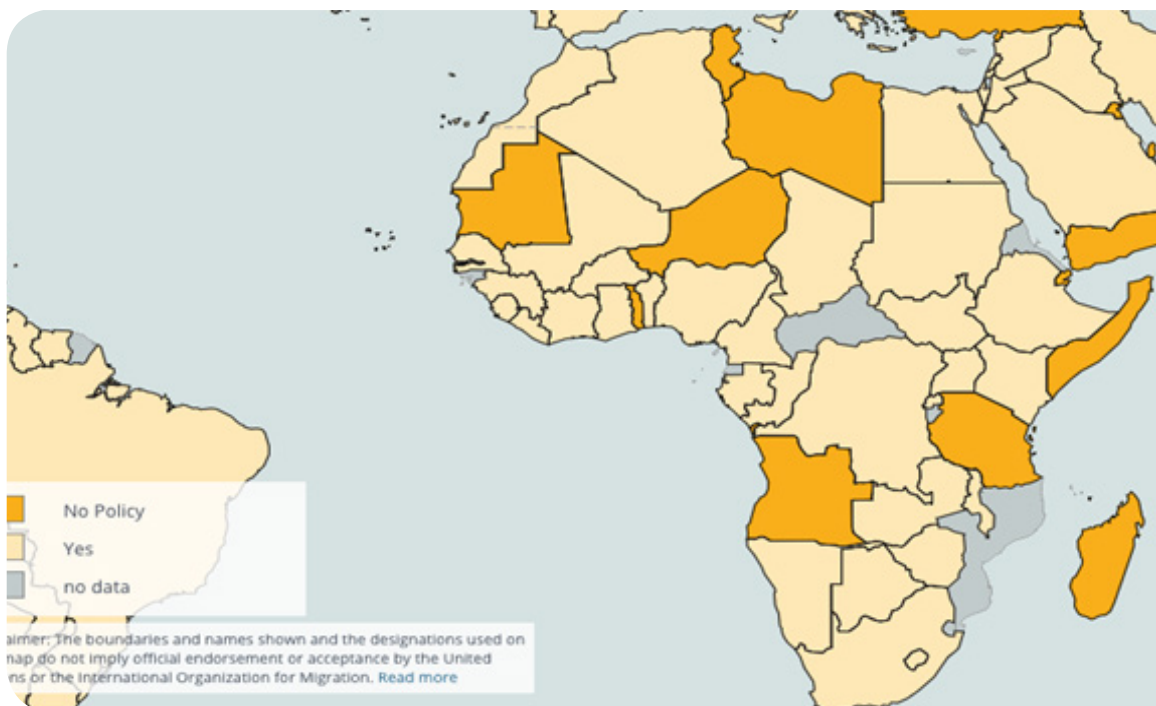 No Policy
Yes
no data
aimer: The boundaries and names shown and the designations used on
map do not imply official endorsement or acceptance by the United
ns or the International Organization for Migration. Read more